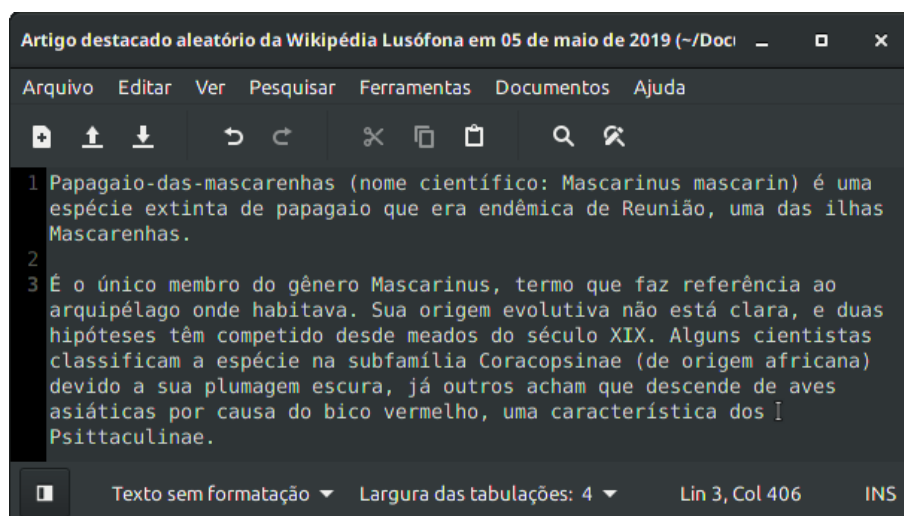 Artigo destacado aleatório da Wikipédia Lusófona em 05 de maio de 2019 (~/Doc
Arquivo Editar Ver Pesquisar Ferramentas Documentos Ajuda
1 Papagaio-das-mascarenhas (nome científico: Mascarinus mascarin) é uma
espécie extinta de papagaio que era endêmica de Reunião, uma das ilhas
Mascarenhas.
2
3 É o único membro do gênero Mascarinus, termo que faz referência ao
arquipélago onde habitava. Sua origem evolutiva não está clara, e duas
hipóteses têm competido desde meados do século XIX. Alguns cientistas
classificam a espécie na subfamília Coracopsinae (de origem africana)
devido a sua plumagem escura, já outros acham que descende de aves
asiáticas por causa do bico vermelho, uma característica dos
Psittaculinae.
Texto sem formatação Largura das tabulações: 4 Lin 3, Col 406 INS